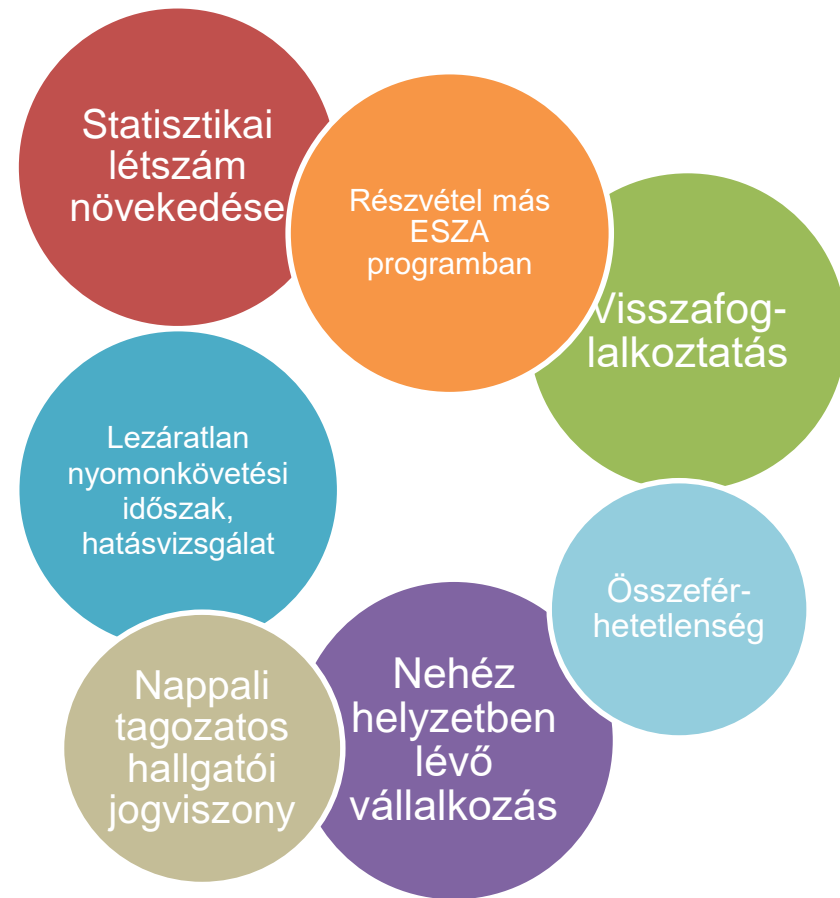 Statisztikai
létszám
növekedése
Részvétel más
ESZA
programban
Visszafog-
lalkoztatás
Lezáratlan
nyomonkövetési
időszak,
hatásvizsgálat
Összefér-
hetetlenség
Nappali
tagozatos
hallgatói
jogviszony
Nehéz
helyzetben
lévő
vállalkozás